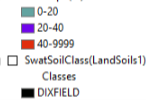 0-20
20-40
40-9999
SwatSoilClass(LandSoils1)
Classes
DIXFIELD